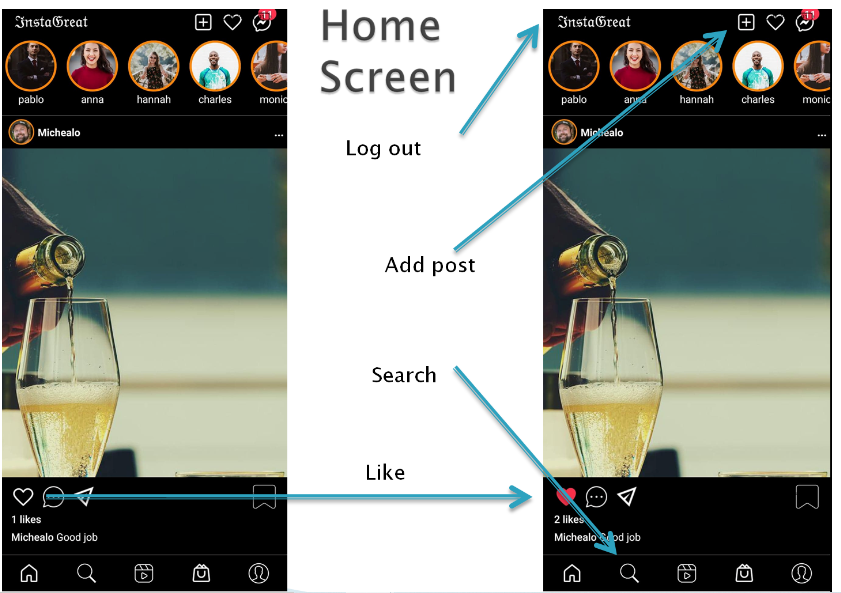 InstaGreat
11
pablo anna hannah charles monic
Michealo
...
1 likes
Michealo Good job
Home
Screen
Log out
Add post
Search
Like
InstaGreat
11
pablo anna hannah charles monic
Michealo
...
2 likes
Michealo Good job